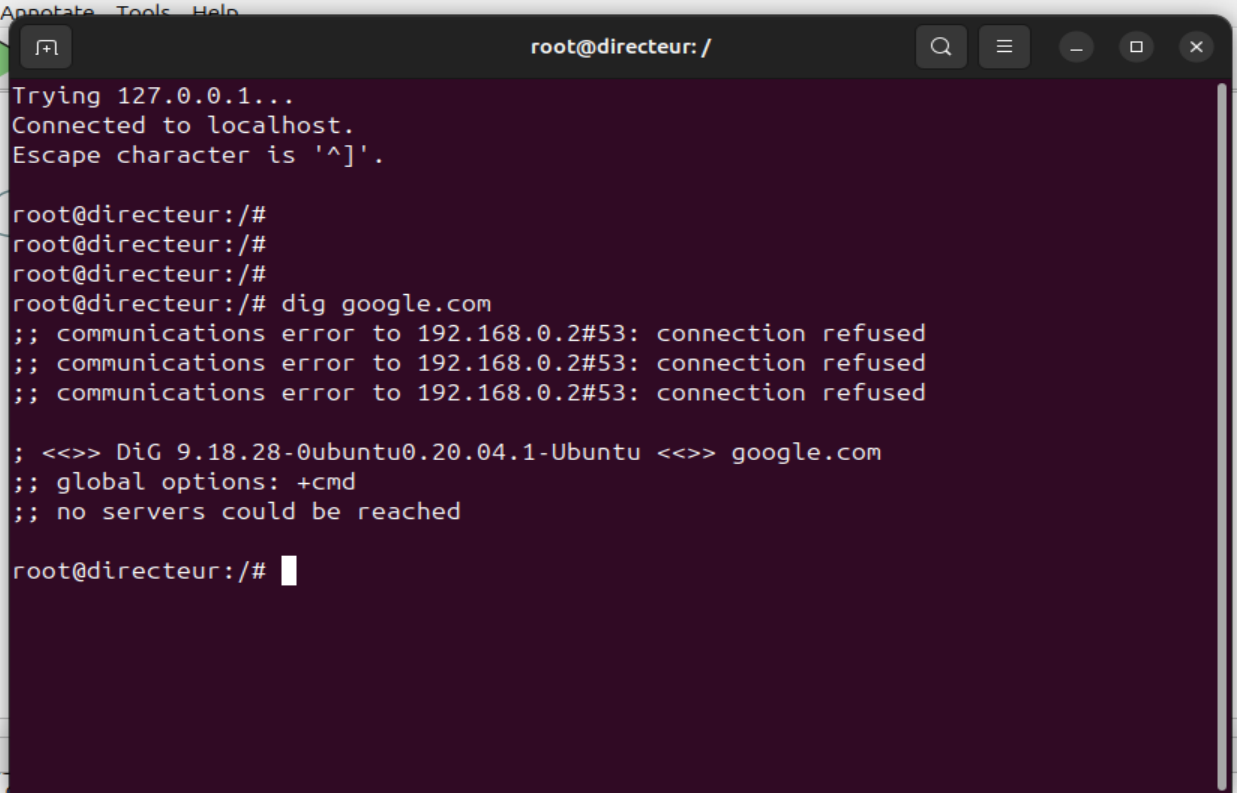 Annotate Tools Help
root@directeur: /
Trying 127.0.0.1...
Connected to localhost.
Escape character is '^]'.
root@directeur:/#
root@directeur:/#
root@directeur:/#
root@directeur:/# dig google.com
;; communications error to 192.168.0.2#53: connection refused
;; communications error to 192.168.0.2#53: connection refused
;; communications error to 192.168.0.2#53: connection refused
; <<>> DiG 9.18.28-0ubuntu0.20.04.1-Ubuntu <<>> google.com
;; global options: +cmd
;; no servers could be reached
root@directeur:/#